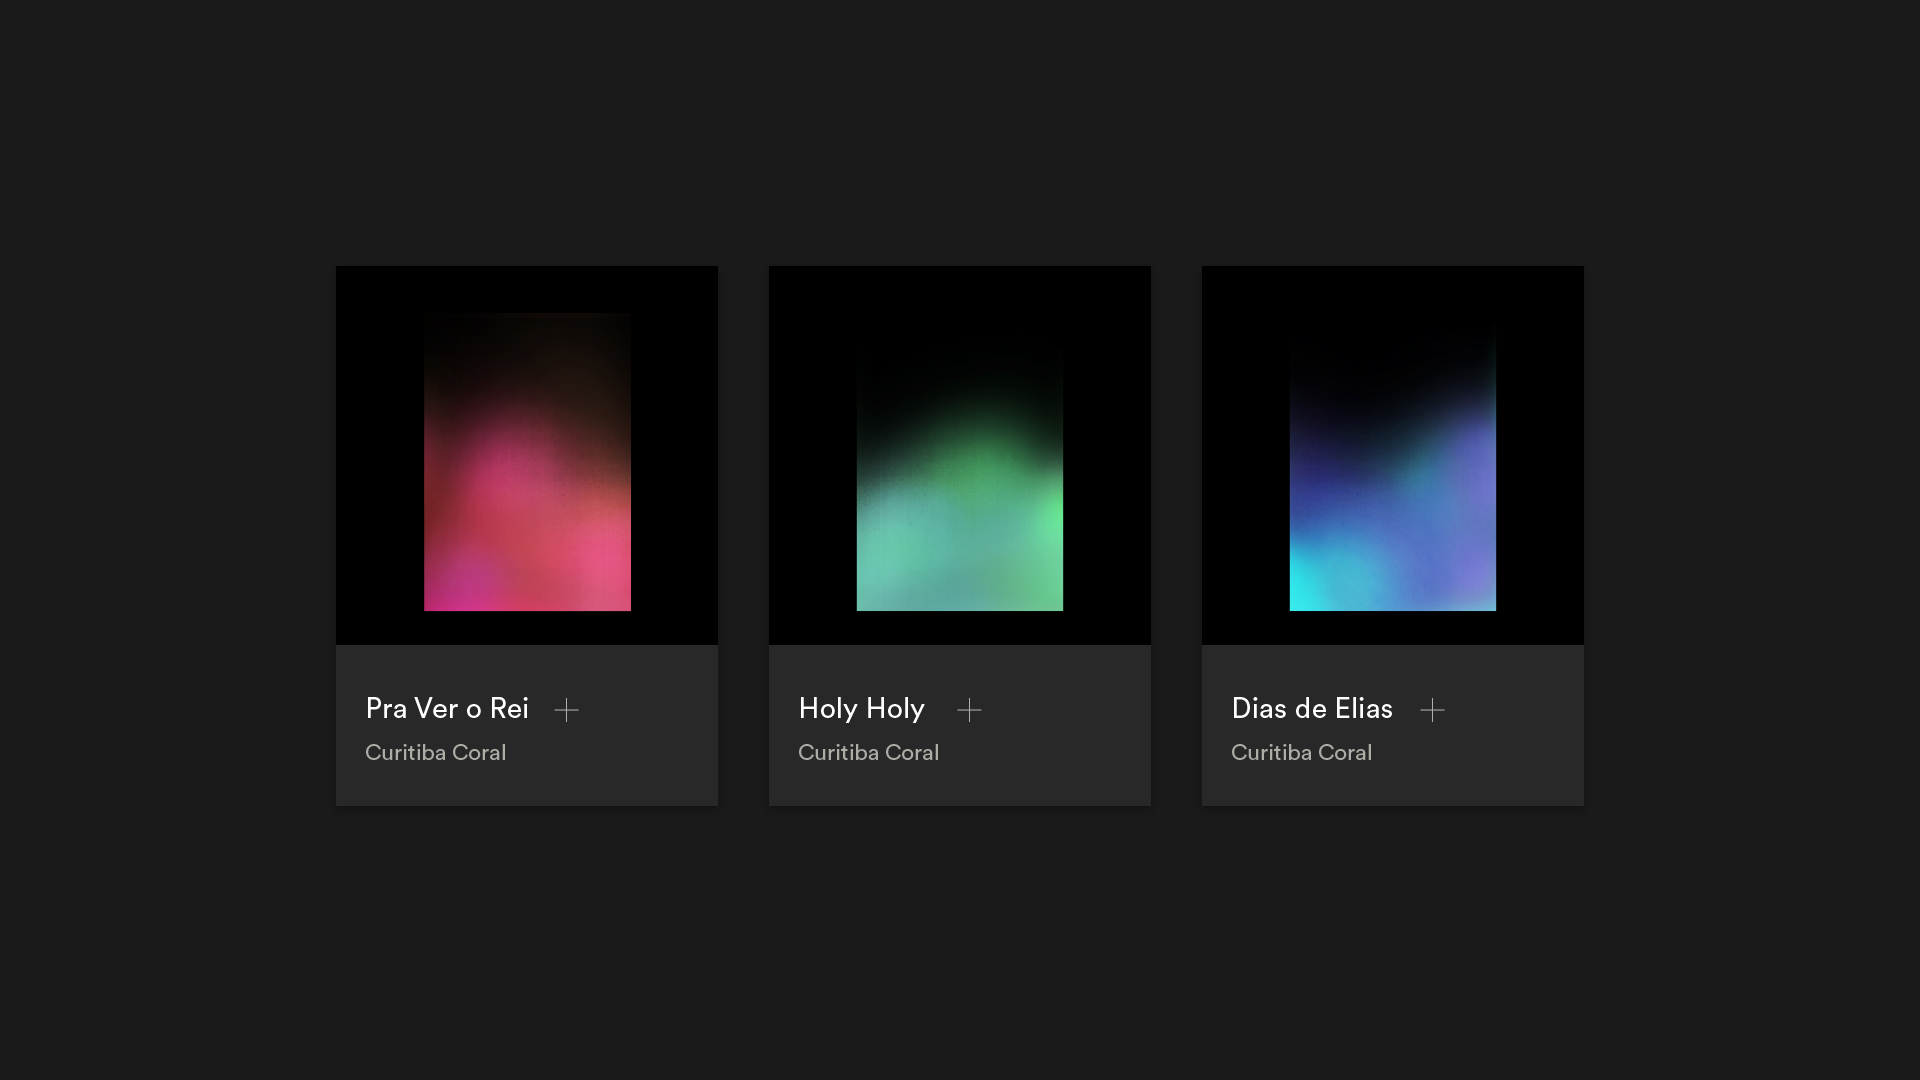 Pra Ver o Rei
Curitiba Coral
Holy Holy
Curitiba Coral
Dias de Elias
Curitiba Coral